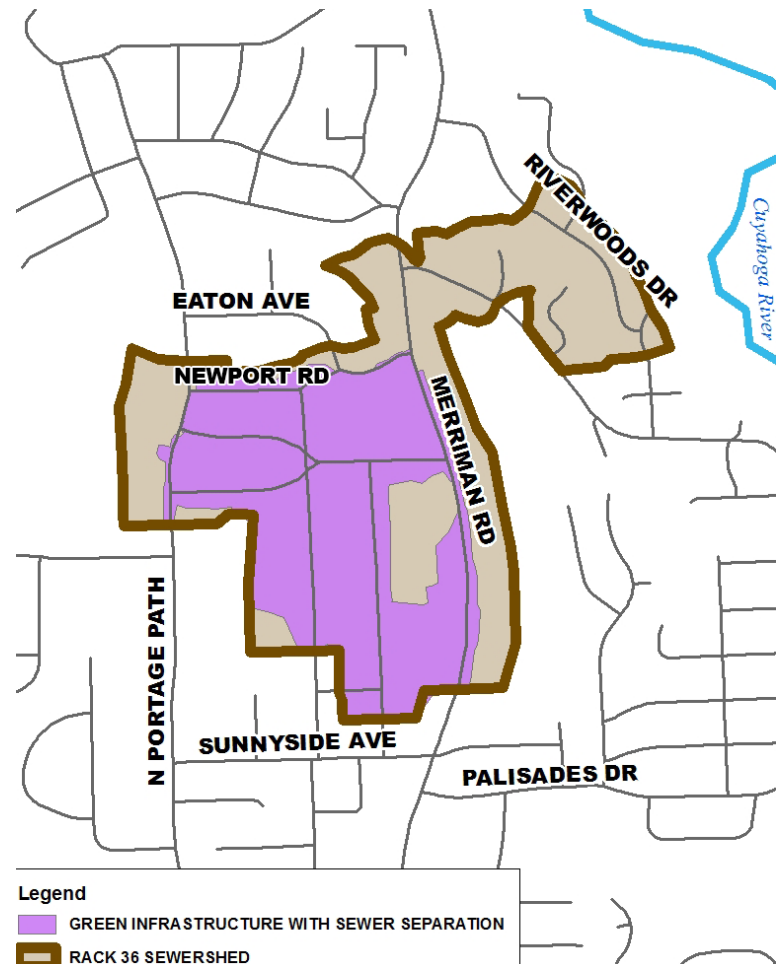 RIVERWOODS DR
Cuyahoga River
EATON AVE
NEWPORT RD
MERRIMAN RD
N PORTAGE PATH
SUNNYSIDE AVE
PALISADES DR
Legend
GREEN INFRASTRUCTURE WITH SEWER SEPARATION
RACK 36 SEWERSHED